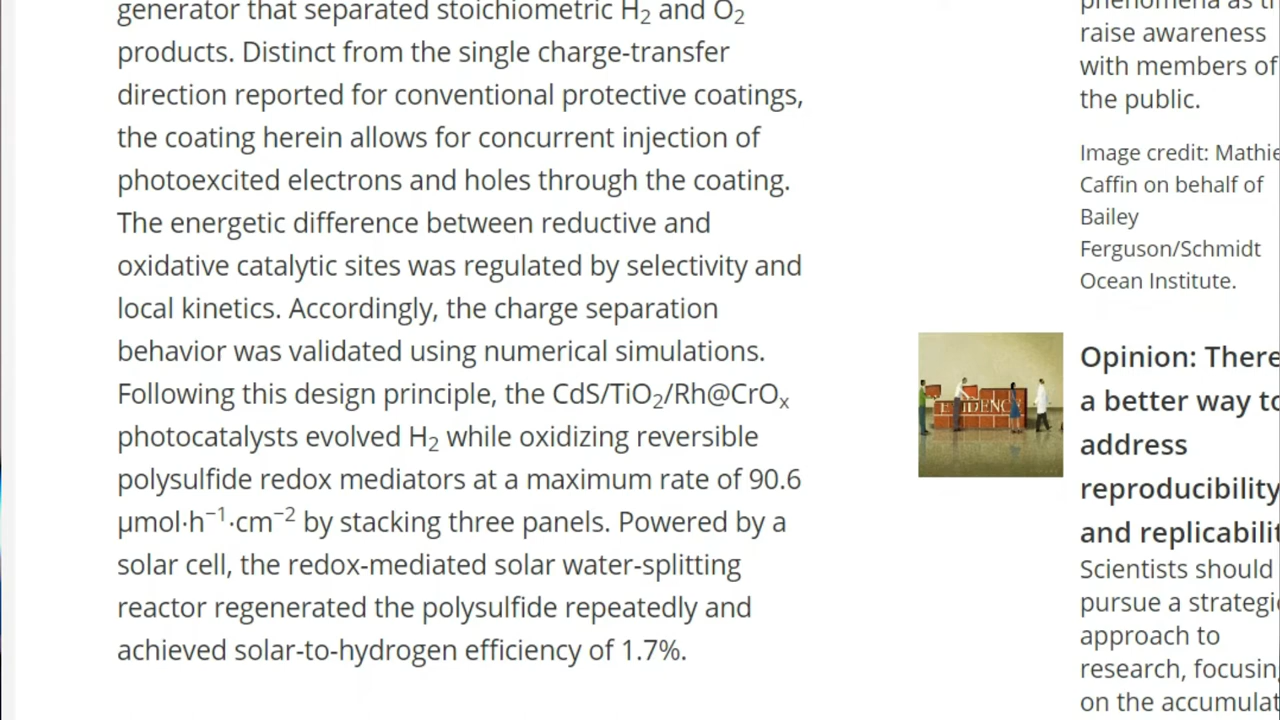 generator that separated stoichiometric H₂ and O₂
products. Distinct from the single charge-transfer
direction reported for conventional protective coatings,
the coating herein allows for concurrent injection of
photoexcited electrons and holes through the coating.
The energetic difference between reductive and
oxidative catalytic sites was regulated by selectivity and
local kinetics. Accordingly, the charge separation
behavior was validated using numerical simulations.
Following this design principle, the CdS/TiO₂/Rh@CrOₓ
photocatalysts evolved H₂ while oxidizing reversible
polysulfide redox mediators at a maximum rate of 90.6
μmol·h⁻¹·cm⁻² by stacking three panels. Powered by a
solar cell, the redox-mediated solar water-splitting
reactor regenerated the polysulfide repeatedly and
achieved solar-to-hydrogen efficiency of 1.7%.
raise awareness
with members of
the public.
Image credit: Mathie
Caffin on behalf of
Bailey
Ferguson/Schmidt
Ocean Institute.
Opinion: There
a better way to
address
reproducibility
and replicabilit
Scientists should
pursue a strategi
approach to
research, focusing
on the accumulat